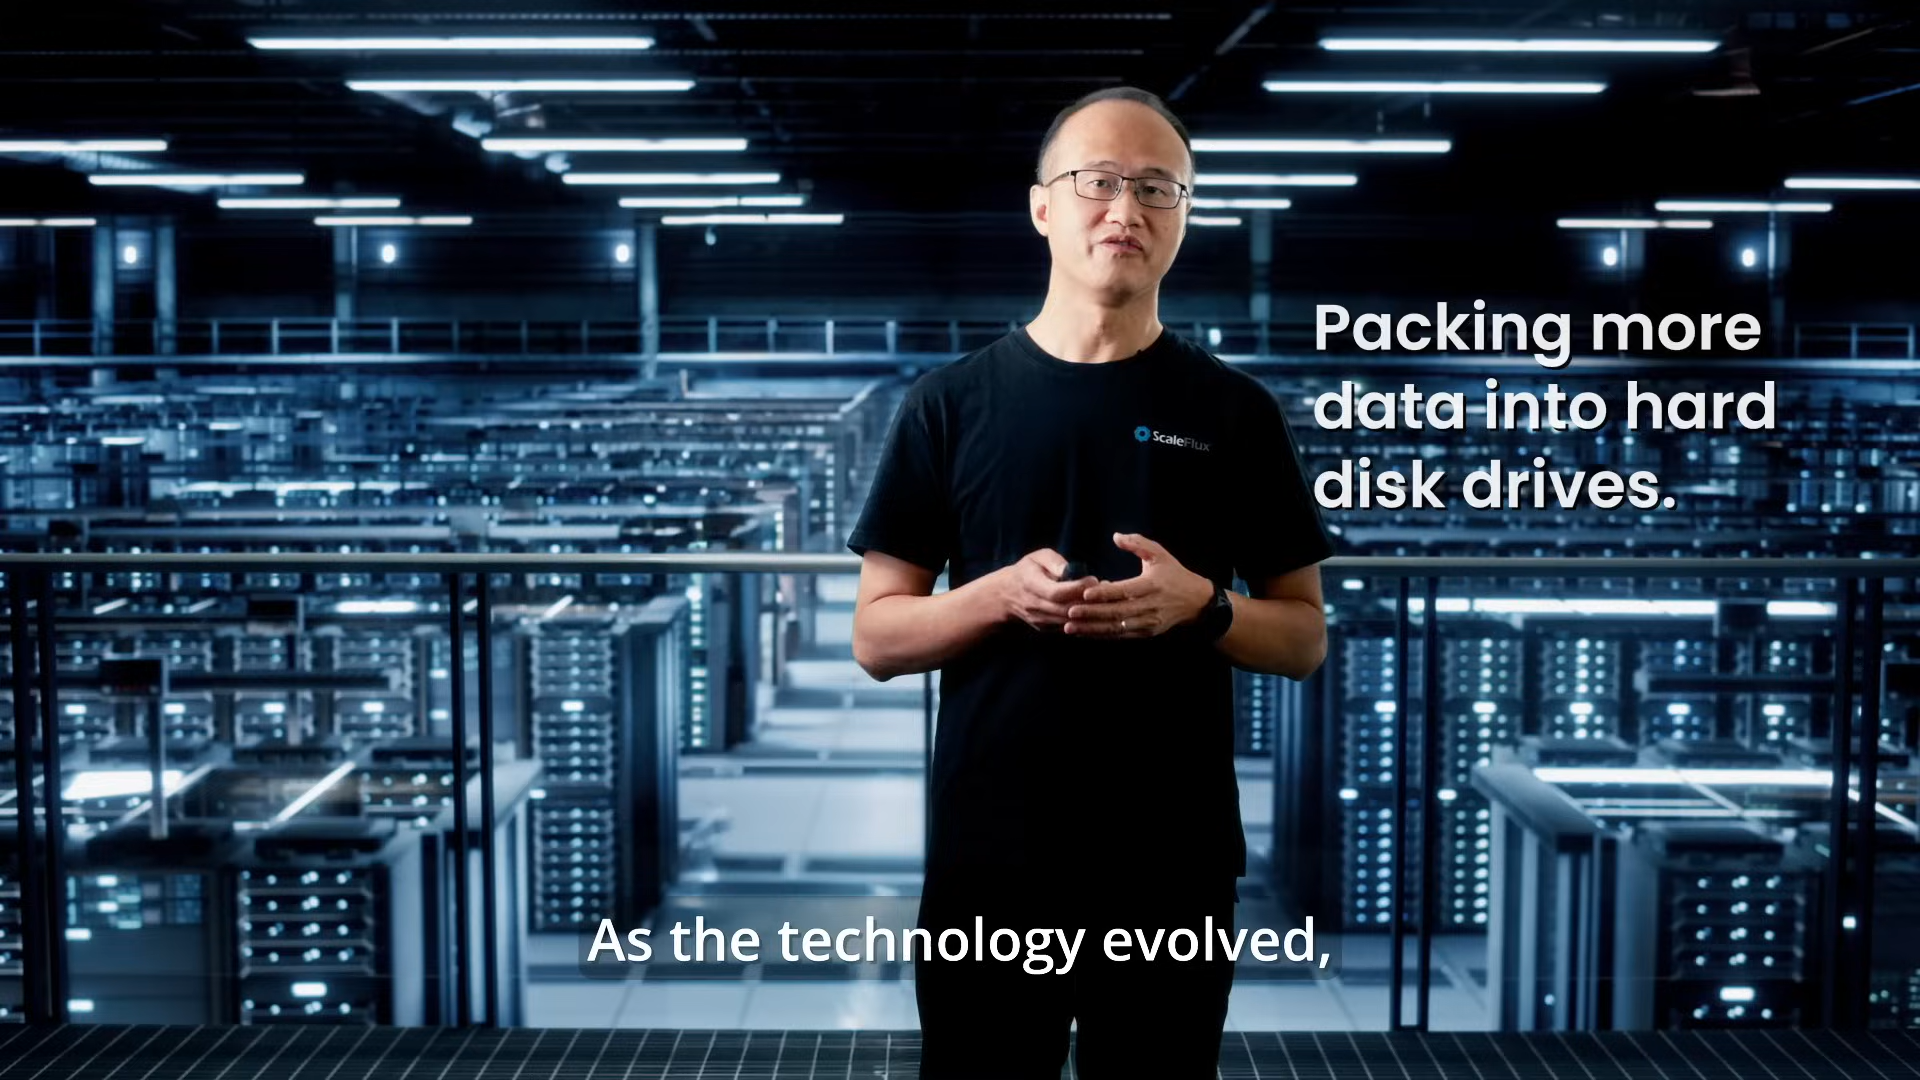 ScaleFlux
Packing more
data into hard
disk drives.
As the technology evolved,